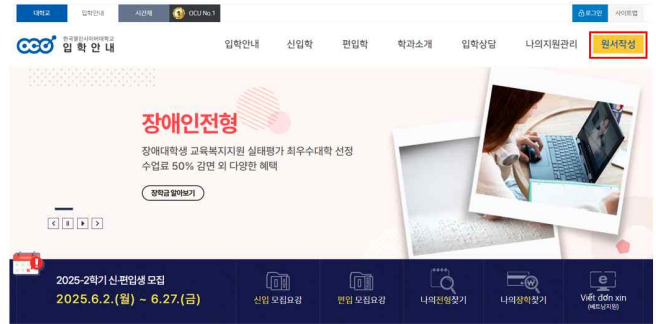 대학교 입학안내 시간제 OCU No.1 로그인 사이트맵
한국열린사이버대학교
입학안내
입학안내 신입학 편입학 학과소개 입학상담 나의지원관리 원서작성
장애인전형
장애대학생 교육복지지원 실태평가 최우수대학 선정
수업료 50% 감면 외 다양한 혜택
장학금 알아보기
2025-2학기 신·편입생 모집
2025.6.2.(월) ~ 6.27.(금)
신입 모집요강 편입 모집요강 나의전형찾기 나의장학찾기 Viết đơn xin
(베트남지원)